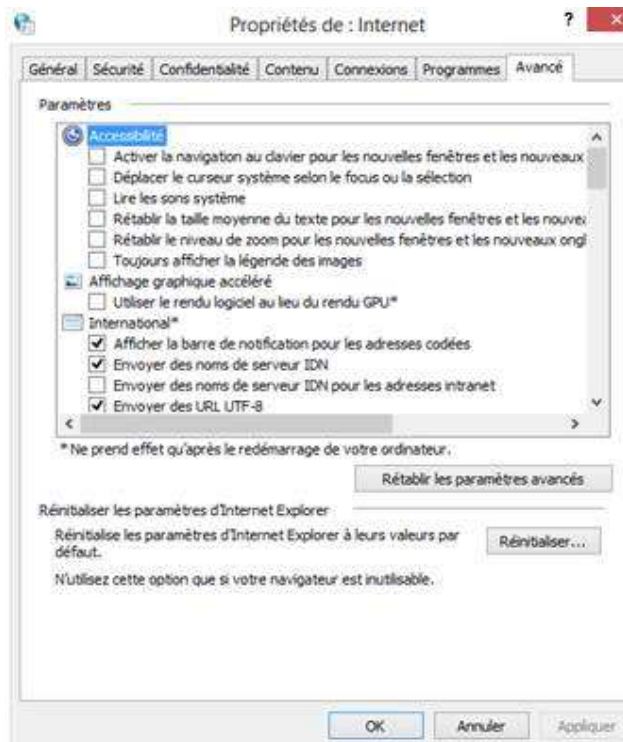 Propriétés de : Internet
?
Général Sécurité Confidentialité Contenu Connexions Programmes Avancé
Paramètres
Accessibilité
Activer la navigation au clavier pour les nouvelles fenêtres et les nouveaux
Déplacer le curseur système selon le focus ou la sélection
Lire les sons système
Rétablir la taille moyenne du texte pour les nouvelles fenêtres et les nouvea
Rétablir le niveau de zoom pour les nouvelles fenêtres et les nouveaux ongl
Toujours afficher la légende des images
Affichage graphique accéléré
Utiliser le rendu logiciel au lieu du rendu GPU*
International*
Afficher la barre de notification pour les adresses codées
Envoyer des noms de serveur IDN
Envoyer des noms de serveur IDN pour les adresses intranet
Envoyer des URL UTF-8
* Ne prend effet qu'après le redémarrage de votre ordinateur.
Rétablir les paramètres avancés
Réinitialiser les paramètres d'Internet Explorer
Réinitialise les paramètres d'Internet Explorer à leurs valeurs par
défaut.
Réinitialiser...
N'utilisez cette option que si votre navigateur est inutilisable.
OK Annuler Appliquer